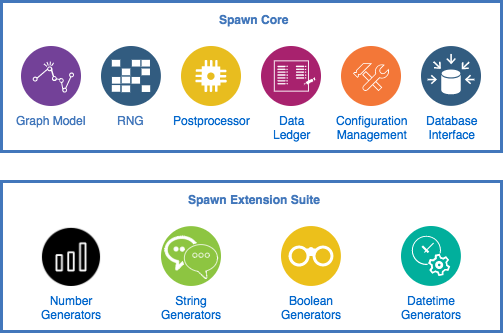 Spawn Core
Graph Model
RNG
Postprocessor
Data
Ledger
Configuration
Management
Database
Interface
Spawn Extension Suite
Number
Generators
String
Generators
Boolean
Generators
Datetime
Generators